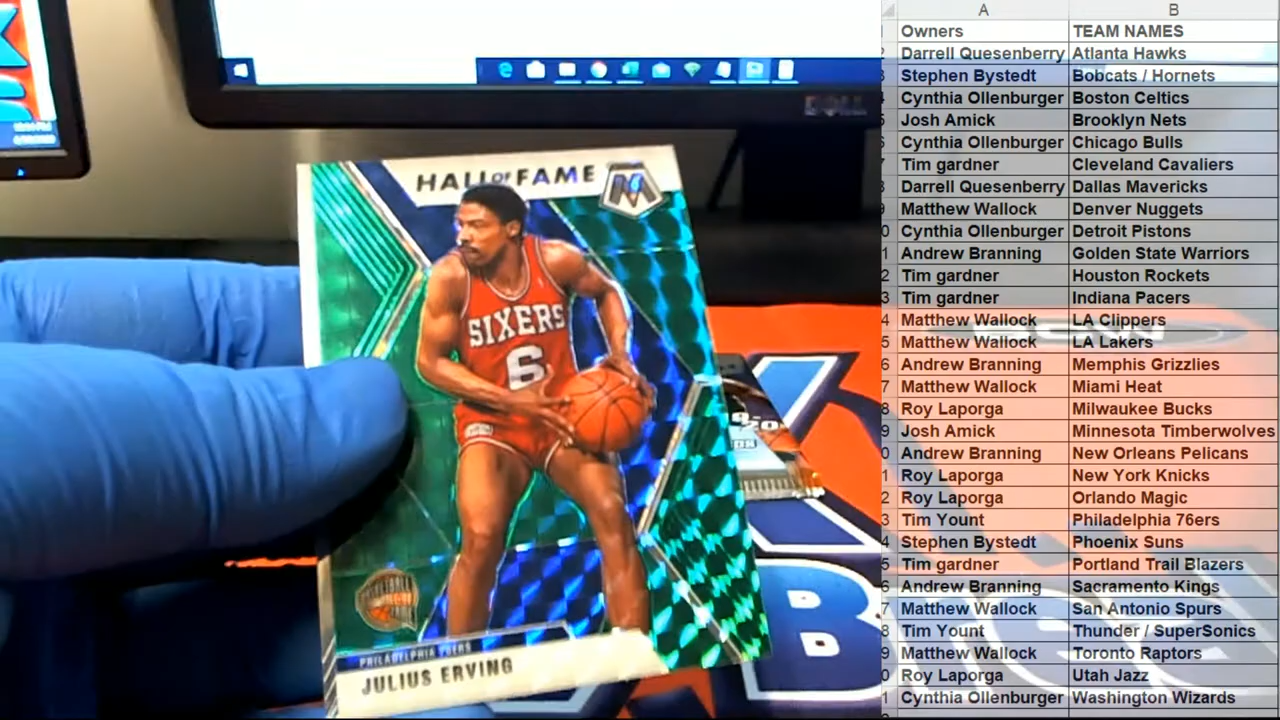 DELL
HALL OF FAME
M
SIXERS
6
PHILADELPHIA 76ERS
JULIUS ERVING
A B
Owners TEAM NAMES
Darrell Quesenberry Atlanta Hawks
Stephen Bystedt Bobcats / Hornets
Cynthia Ollenburger Boston Celtics
Josh Amick Brooklyn Nets
Cynthia Ollenburger Chicago Bulls
Tim gardner Cleveland Cavaliers
Darrell Quesenberry Dallas Mavericks
Matthew Wallock Denver Nuggets
Cynthia Ollenburger Detroit Pistons
Andrew Branning Golden State Warriors
Tim gardner Houston Rockets
Tim gardner Indiana Pacers
Matthew Wallock LA Clippers
Matthew Wallock LA Lakers
Andrew Branning Memphis Grizzlies
Matthew Wallock Miami Heat
Roy Laporga Milwaukee Bucks
Josh Amick Minnesota Timberwolves
Andrew Branning New Orleans Pelicans
Roy Laporga New York Knicks
Roy Laporga Orlando Magic
Tim Yount Philadelphia 76ers
Stephen Bystedt Phoenix Suns
Tim gardner Portland Trail Blazers
Andrew Branning Sacramento Kings
Matthew Wallock San Antonio Spurs
Tim Yount Thunder / SuperSonics
Matthew Wallock Toronto Raptors
Roy Laporga Utah Jazz
Cynthia Ollenburger Washington Wizards